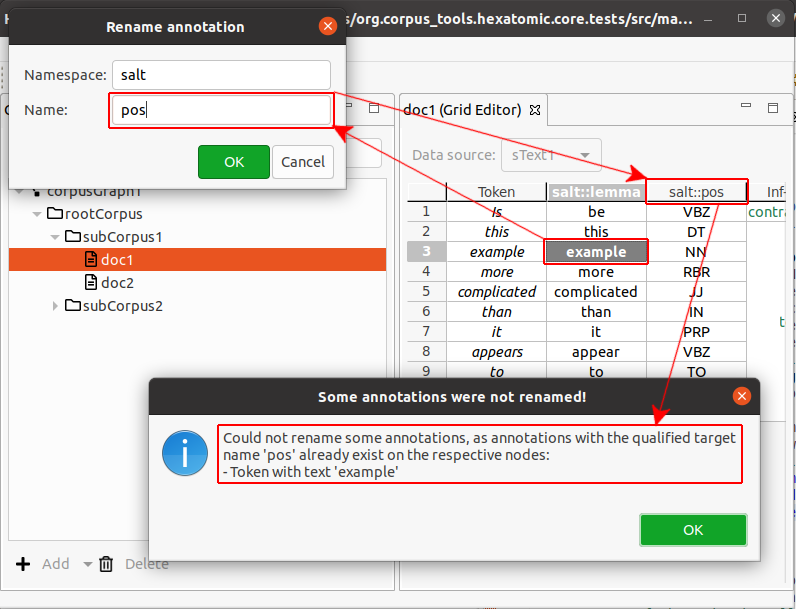 s/org.corpus_tools.hexatomic.core.tests/src/ma...
Rename annotation
Namespace: salt
Name: pos
OK Cancel
doc1 (Grid Editor)
Data source: sText1
corpusGraph1
rootCorpus
subCorpus1
doc1
doc2
subCorpus2
Token salt::lemma salt::pos Inf-
1 Is be VBZ contra
2 this this DT
3 example example NN
4 more more RBR
5 complicated complicated JJ
6 than than IN t
7 it it PRP
8 appears appear VBZ
9 to to TO
Some annotations were not renamed!
Could not rename some annotations, as annotations with the qualified target
name 'pos' already exist on the respective nodes:
- Token with text 'example'
OK
Add Delete